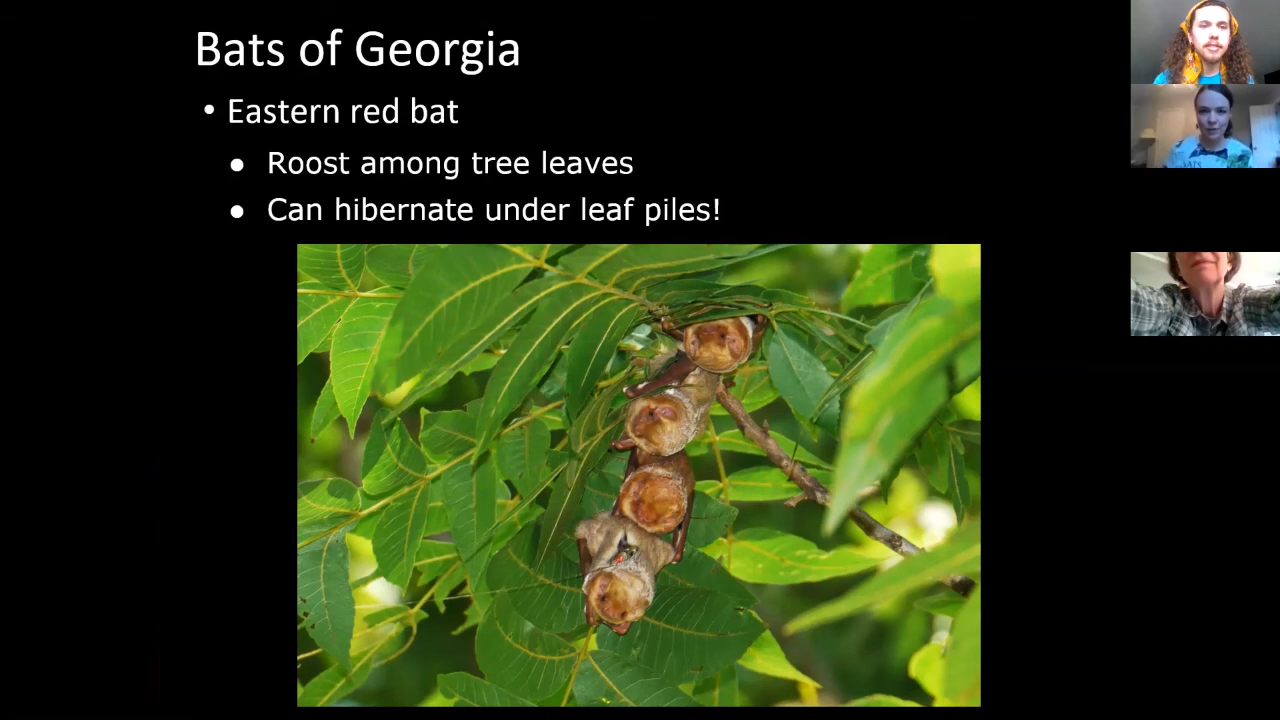 Bats of Georgia
• Eastern red bat
● Roost among tree leaves
● Can hibernate under leaf piles!